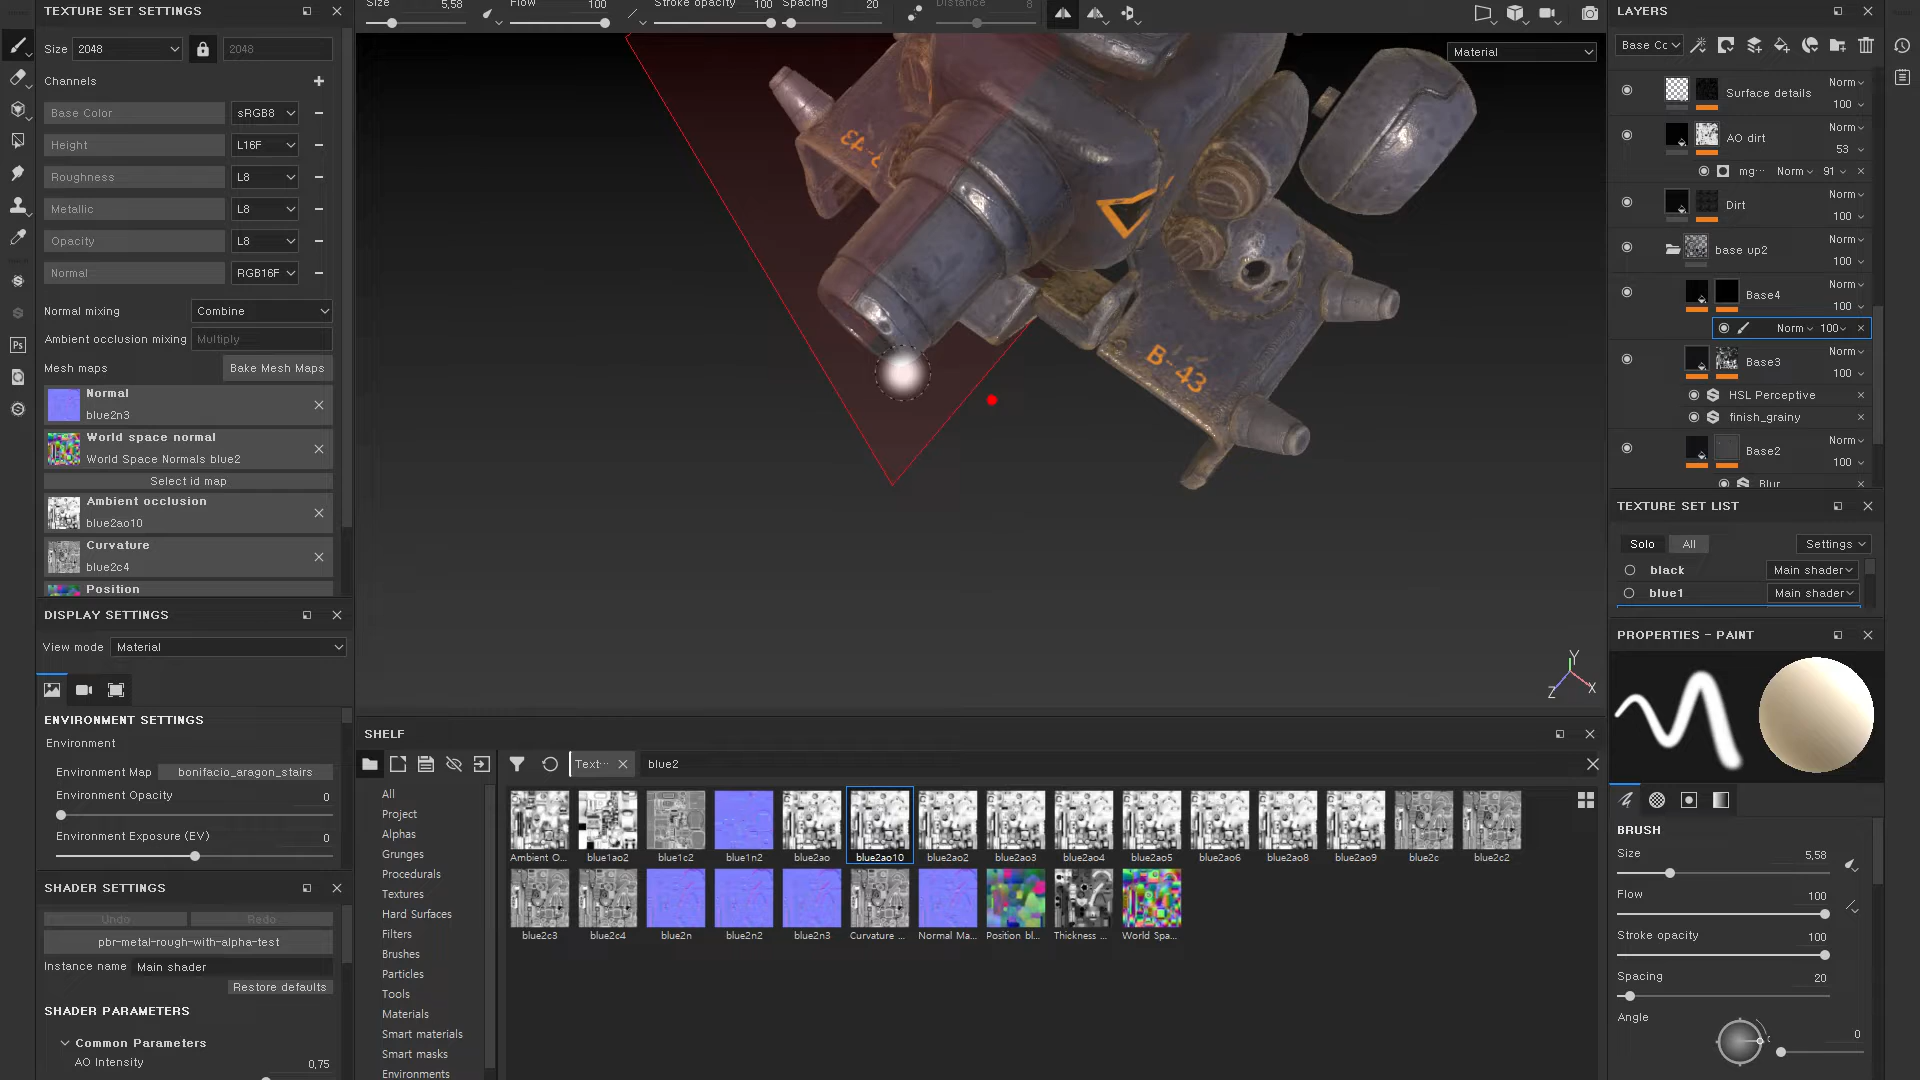 TEXTURE SET SETTINGS
Size 2048 2048
Channels
Base Color sRGB8
Height L16F
Roughness L8
Metallic L8
Opacity L8
Normal RGB16F
Normal mixing Combine
Ambient occlusion mixing Multiply
Mesh maps Bake Mesh Maps
Normal
blue2n3
World space normal
World Space Normals blue2
Select id map
Ambient occlusion
blue2ao10
Curvature
blue2c4
Position
DISPLAY SETTINGS
View mode Material
ENVIRONMENT SETTINGS
Environment
Environment Map bonifacio_aragon_stairs
Environment Opacity 0
Environment Exposure (EV) 0
SHADER SETTINGS
Undo Redo
pbr-metal-rough-with-alpha-test
Instance name Main shader
Restore defaults
SHADER PARAMETERS
Common Parameters
AO Intensity 0,75
Size 5,58 Flow 100 Stroke opacity 100 Spacing 20 Distance 8
Material
B-43
Y
Z X
SHELF
Text··· blue2
All
Project
Alphas
Grunges
Procedurals
Textures
Hard Surfaces
Filters
Brushes
Particles
Tools
Materials
Smart materials
Smart masks
Environments
Ambient O... blue1ao2 blue1c2 blue1n2 blue2ao blue2ao10 blue2ao2 blue2ao3 blue2ao4 blue2ao5 blue2ao6 blue2ao8 blue2ao9 blue2c blue2c2
blue2c3 blue2c4 blue2n blue2n2 blue2n3 Curvature ... Normal Ma... Position bl... Thickness ... World Spa...
LAYERS
Base Cc
Surface details Norm 100
AO dirt Norm 53
mg··· Norm 91
Dirt Norm 100
base up2 Norm 100
Base4 Norm 100
Norm 100
Base3 Norm 100
HSL Perceptive
finish_grainy
Base2 Norm 100
Blur
TEXTURE SET LIST
Solo All Settings
black Main shader
blue1 Main shader
PROPERTIES - PAINT
BRUSH
Size 5,58
Flow 100
Stroke opacity 100
Spacing 20
Angle 0
Ps